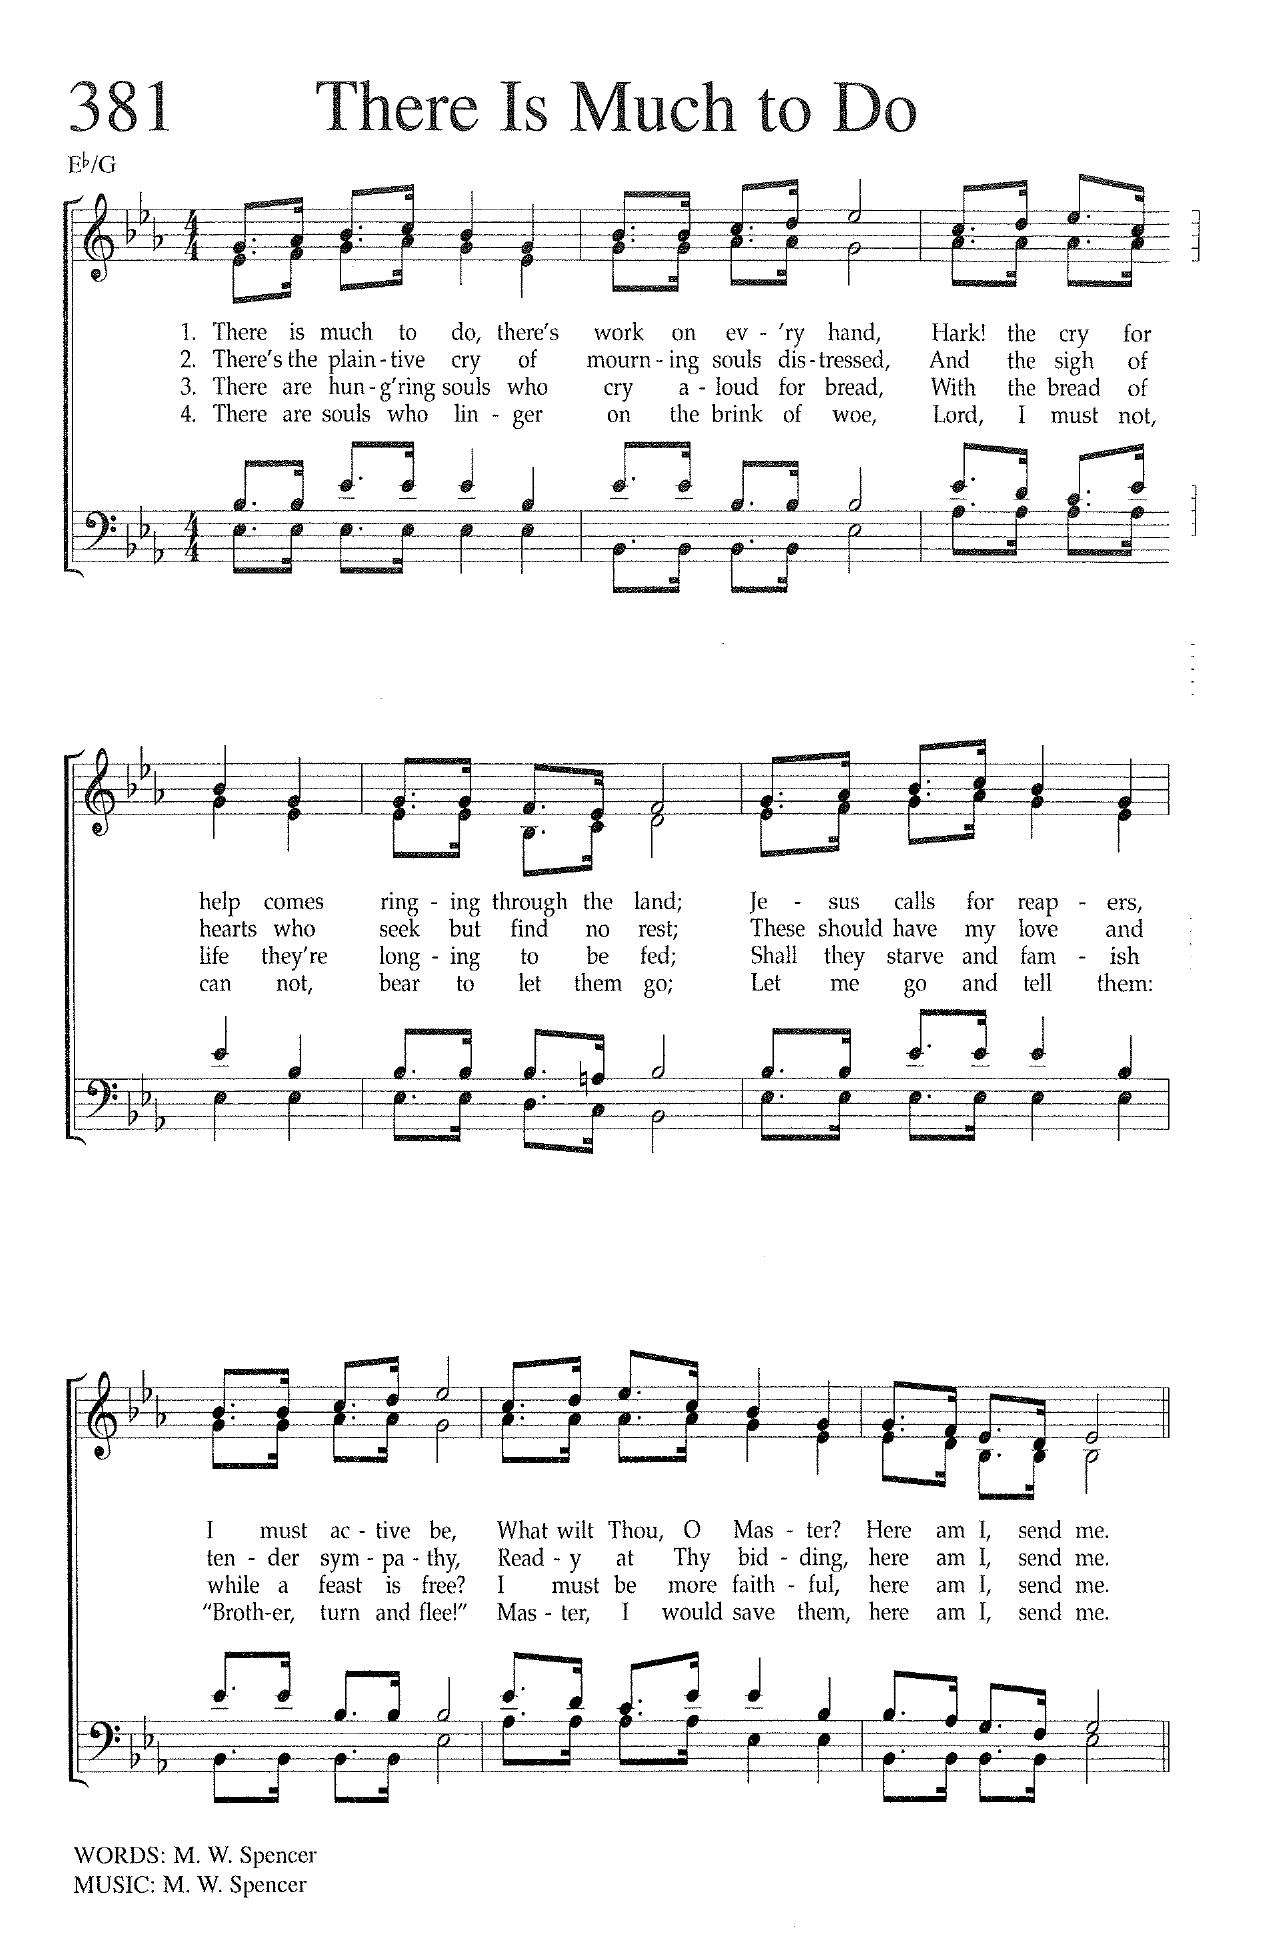 381 There Is Much to Do
E♭/G
1. There is much to do, there's work on ev - 'ry hand, Hark! the cry for
2. There's the plain - tive cry of mourn - ing souls dis - tressed, And the sigh of
3. There are hun - g'ring souls who cry a - loud for bread, With the bread of
4. There are souls who lin - ger on the brink of woe, Lord, I must not,
help comes ring - ing through the land; Je - sus calls for reap - ers,
hearts who seek but find no rest; These should have my love and
life they're long - ing to be fed; Shall they starve and fam - ish
can not, bear to let them go; Let me go and tell them:
I must ac - tive be, What wilt Thou, O Mas - ter? Here am I, send me.
ten - der sym - pa - thy, Read - y at Thy bid - ding, here am I, send me.
while a feast is free? I must be more faith - ful, here am I, send me.
“Broth-er, turn and flee!” Mas - ter, I would save them, here am I, send me.
WORDS: M. W. Spencer
MUSIC: M. W. Spencer